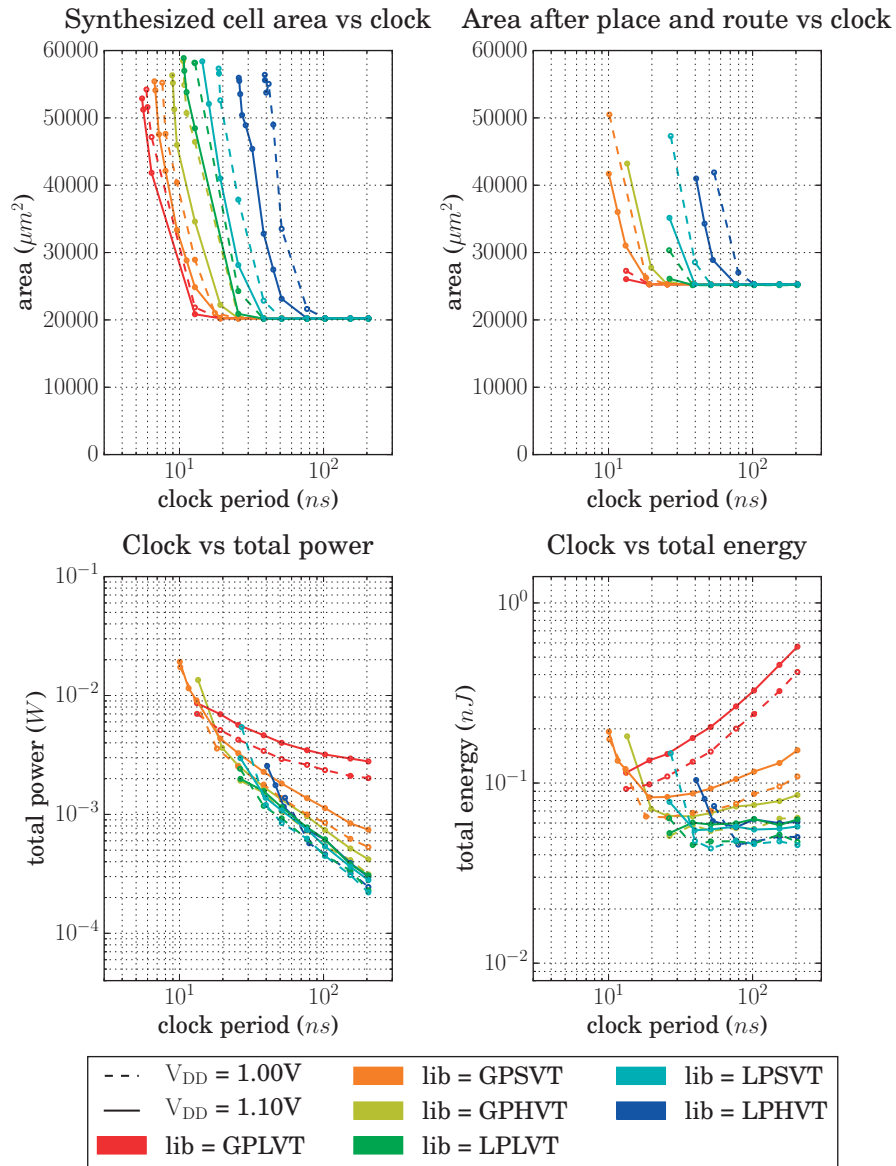 Synthesized cell area vs clock
60000
50000
40000
30000
20000
10000
0
area (μm²)
10¹ 10²
clock period (ns)
Area after place and route vs clock
60000
50000
40000
30000
20000
10000
0
area (μm²)
10¹ 10²
clock period (ns)
Clock vs total power
10⁻¹
10⁻²
10⁻³
10⁻⁴
total power (W)
10¹ 10²
clock period (ns)
Clock vs total energy
10⁰
10⁻¹
10⁻²
total energy (nJ)
10¹ 10²
clock period (ns)
V_DD = 1.00V
V_DD = 1.10V
lib = GPLVT
lib = GPSVT
lib = GPHVT
lib = LPLVT
lib = LPSVT
lib = LPHVT